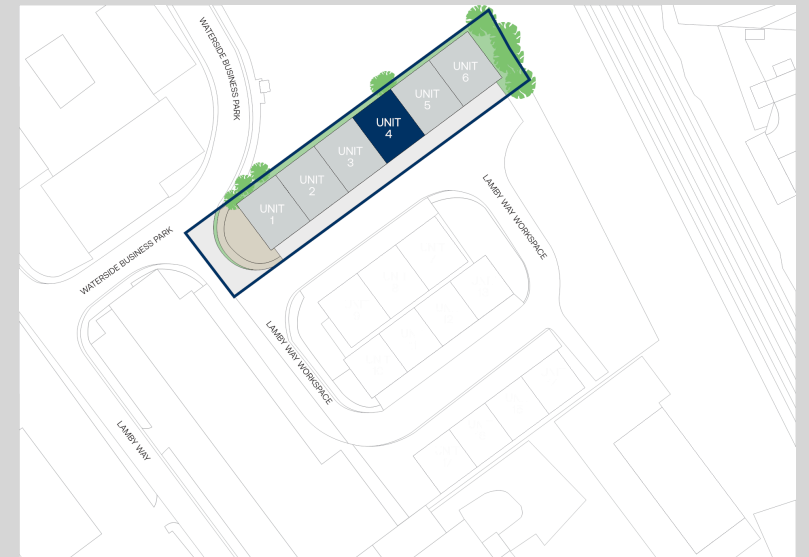 WATERSIDE BUSINESS PARK
UNIT
6
UNIT
5
UNIT
4
UNIT
3
UNIT
2
UNIT
1
LAMBY WAY WORKSPACE
WATERSIDE BUSINESS PARK
LAMBY WAY WORKSPACE
LAMBY WAY